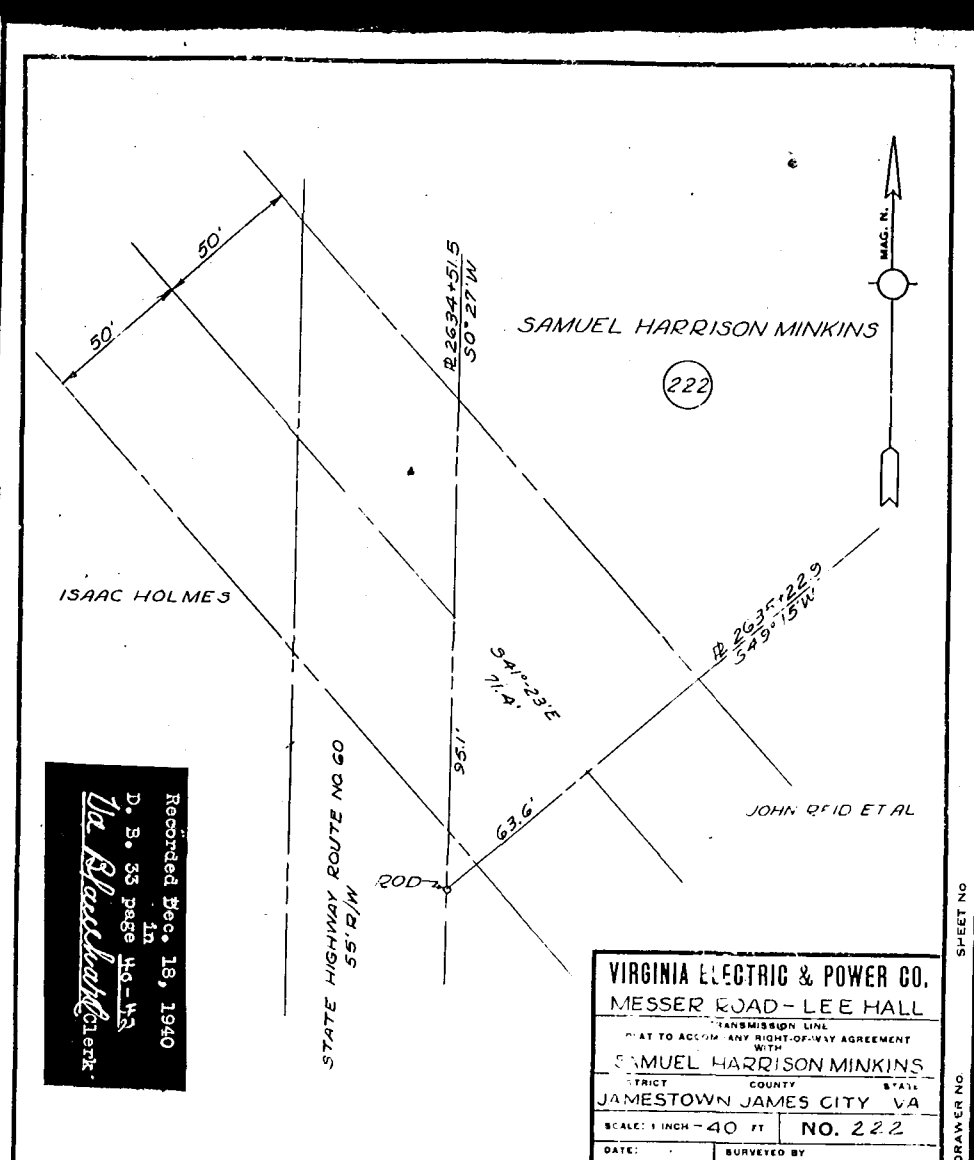 50'
50'
MAG. N.
℄ 2634+51.5
S0°27'W
SAMUEL HARRISON MINKINS
222
ISAAC HOLMES
℄ 2635+22.9
S49°15'W
S41°-23'E
71.4'
95.1'
63.6'
JOHN REID ET AL
ROD
STATE HIGHWAY ROUTE NO. 60
55' R/W
Recorded Dec. 18, 1940
in
D. B. 33 page 40-42
Clerk
VIRGINIA ELECTRIC & POWER CO.
MESSER ROAD - LEE HALL
TRANSMISSION LINE
PLAT TO ACCOMPANY RIGHT-OF-WAY AGREEMENT
WITH
SAMUEL HARRISON MINKINS
DISTRICT COUNTY STATE
JAMESTOWN JAMES CITY VA
SCALE: 1 INCH - 40 FT NO. 222
DATE: SURVEYED BY
SHEET NO
DRAWER NO.